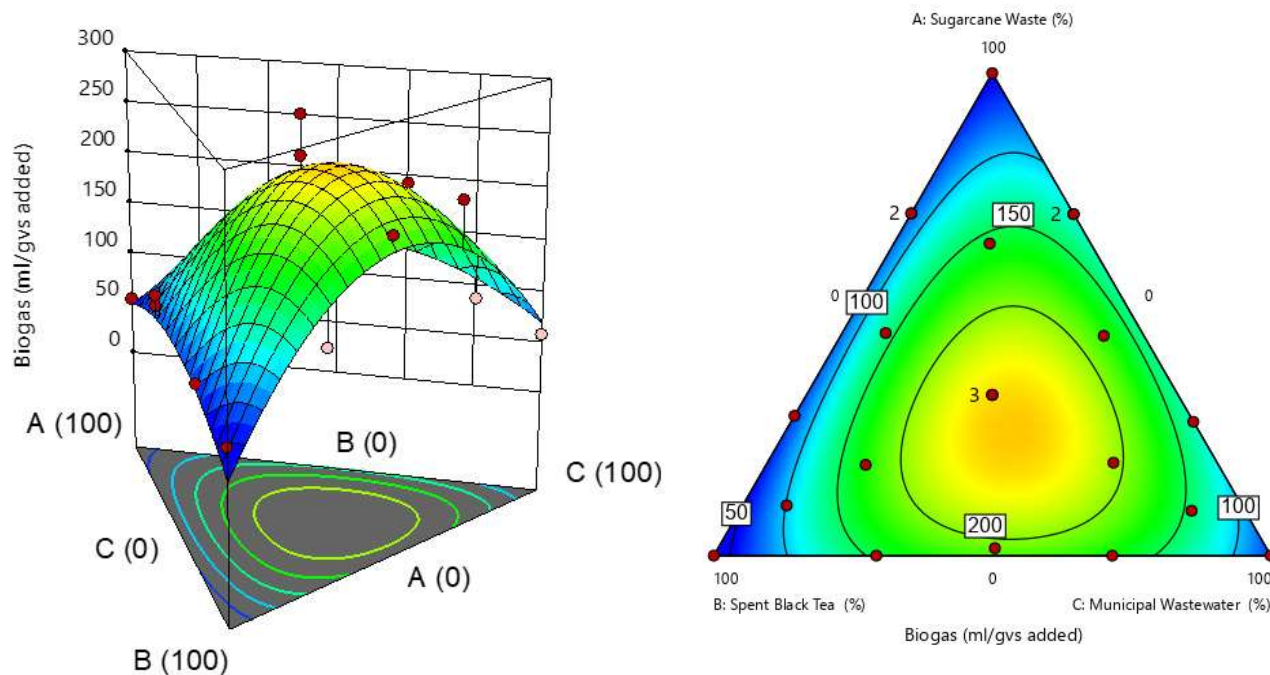 300
250
200
150
100
50
0
Biogas (ml/gvs added)
A (100)
B (0)
C (100)
C (0)
A (0)
B (100)
A: Sugarcane Waste (%)
100
2
150
2
0
100
0
3
50
200
100
100
0
100
B: Spent Black Tea (%)
C: Municipal Wastewater (%)
Biogas (ml/gvs added)